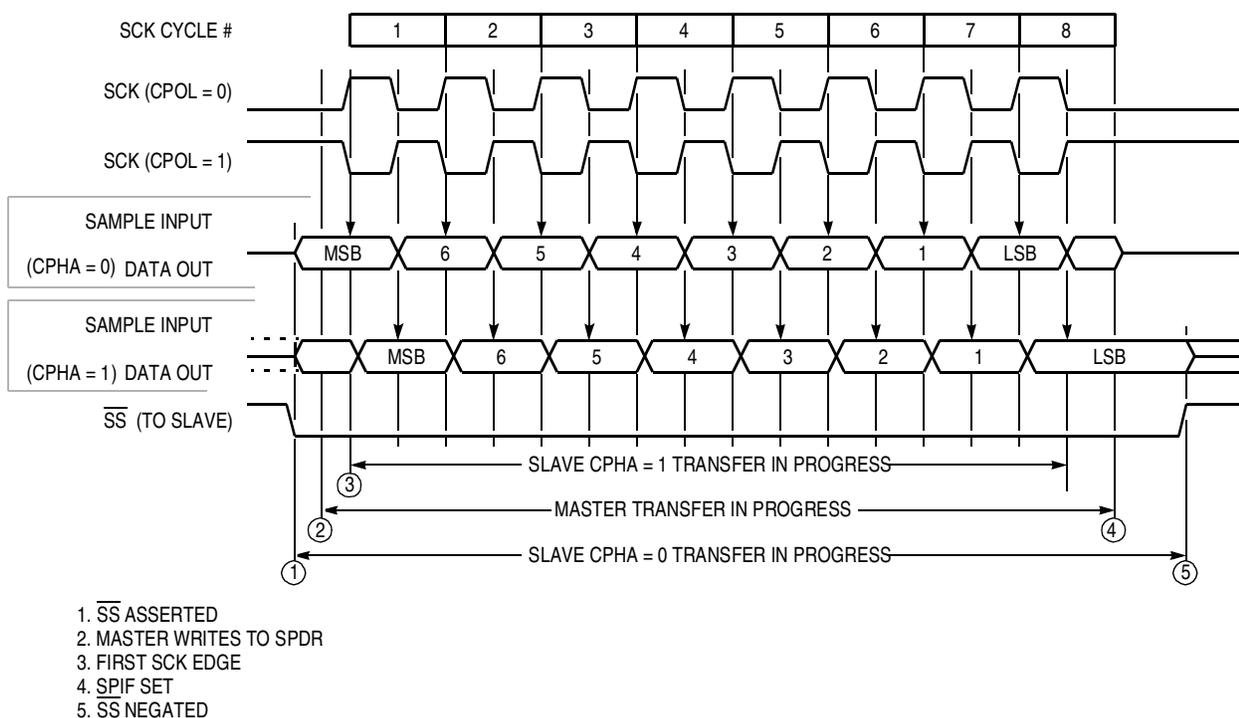 SCK CYCLE # 1 2 3 4 5 6 7 8
SCK (CPOL = 0)
SCK (CPOL = 1)
SAMPLE INPUT
(CPHA = 0) DATA OUT MSB 6 5 4 3 2 1 LSB
SAMPLE INPUT
(CPHA = 1) DATA OUT MSB 6 5 4 3 2 1 LSB
SS (TO SLAVE)
SLAVE CPHA = 1 TRANSFER IN PROGRESS
3
MASTER TRANSFER IN PROGRESS
2 4
SLAVE CPHA = 0 TRANSFER IN PROGRESS
1 5
1. SS ASSERTED
2. MASTER WRITES TO SPDR
3. FIRST SCK EDGE
4. SPIF SET
5. SS NEGATED